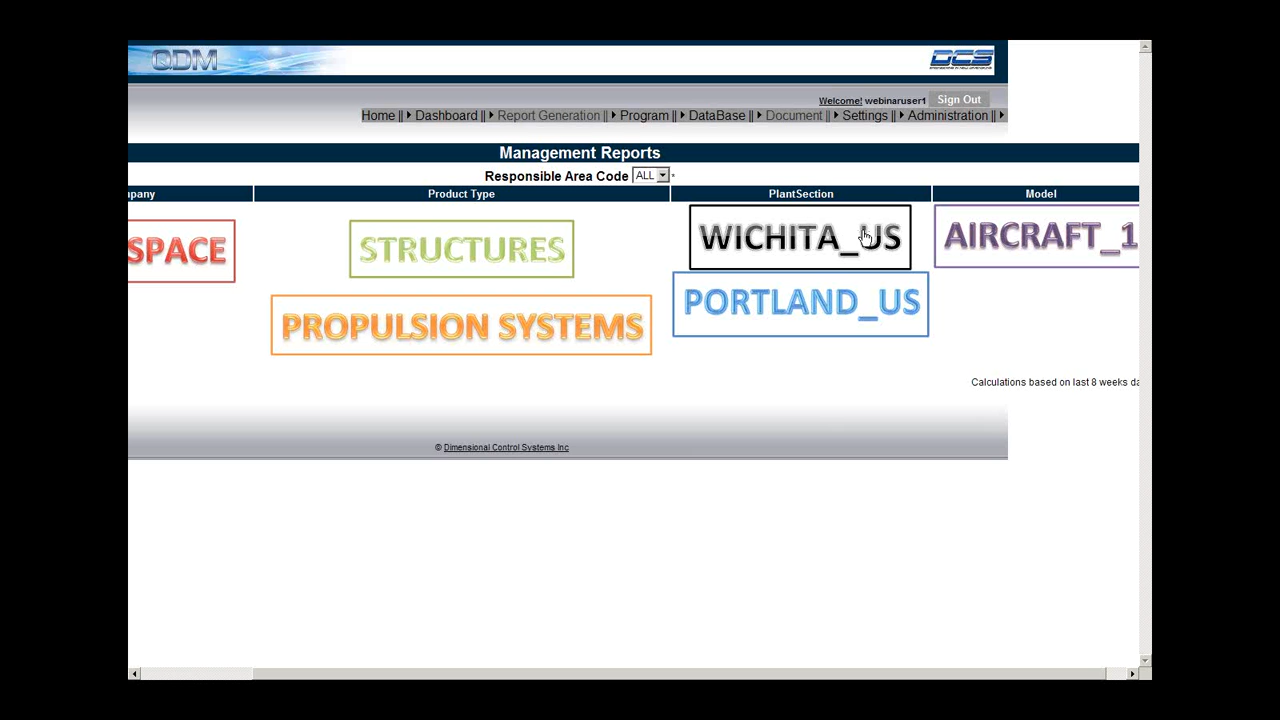 QDM
DCS
Welcome! webinaruser1 Sign Out
Home || Dashboard || Report Generation || Program || DataBase || Document || Settings || Administration ||
Management Reports
Responsible Area Code ALL *
mpany Product Type PlantSection Model
SPACE STRUCTURES WICHITA_US AIRCRAFT_1
PROPULSION SYSTEMS PORTLAND_US
Calculations based on last 8 weeks da
© Dimensional Control Systems Inc